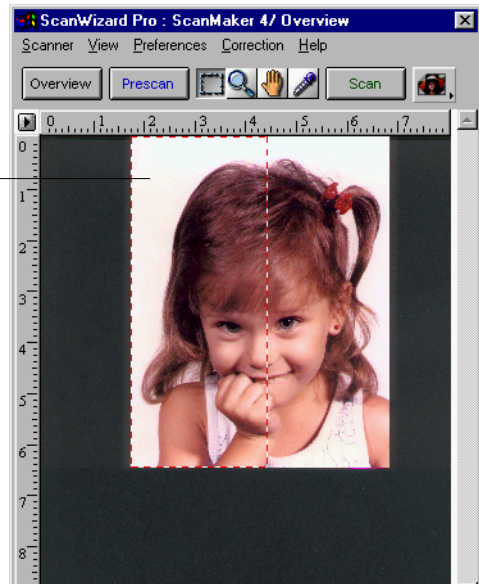 ScanWizard Pro : ScanMaker 4/ Overview
Scanner View Preferences Correction Help
Overview Prescan Scan
0 1 2 3 4 5 6 7
0
1
2
3
4
5
6
7
8